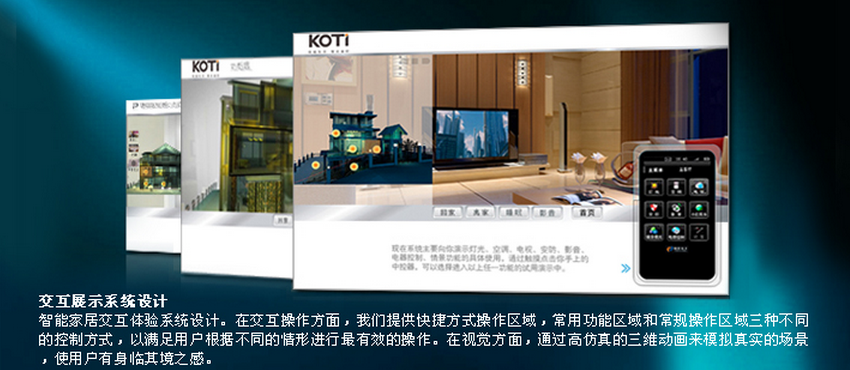 KOTi
KOTi
回家
离家
睡眠
影音
首页
现在系统主要向你演示灯光、空调、电视、安防、影音、
电器控制、情景功能的具体使用，通过触摸点击你手上的
中控器，可以选择进入以上任一功能的试用演示中。
交互展示系统设计
智能家居交互体验系统设计。在交互操作方面，我们提供快捷方式操作区域，常用功能区域和常规操作区域三种不同
的控制方式，以满足用户根据不同的情形进行最有效的操作。在视觉方面，通过高仿真的三维动画来模拟真实的场景
，使用户有身临其境之感。